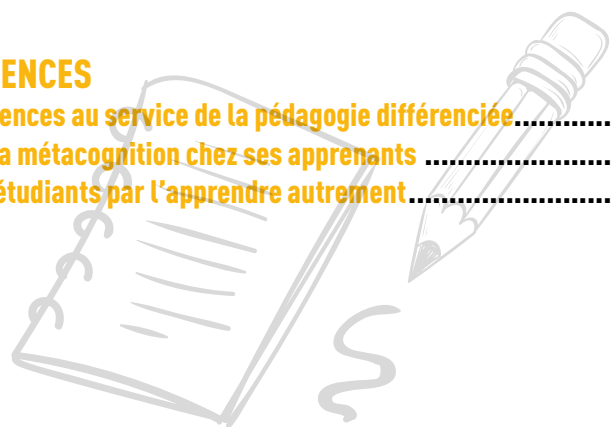 ENCES
ences au service de la pédagogie différenciée............
a métacognition chez ses apprenants .......................
étudiants par l'apprendre autrement.........................